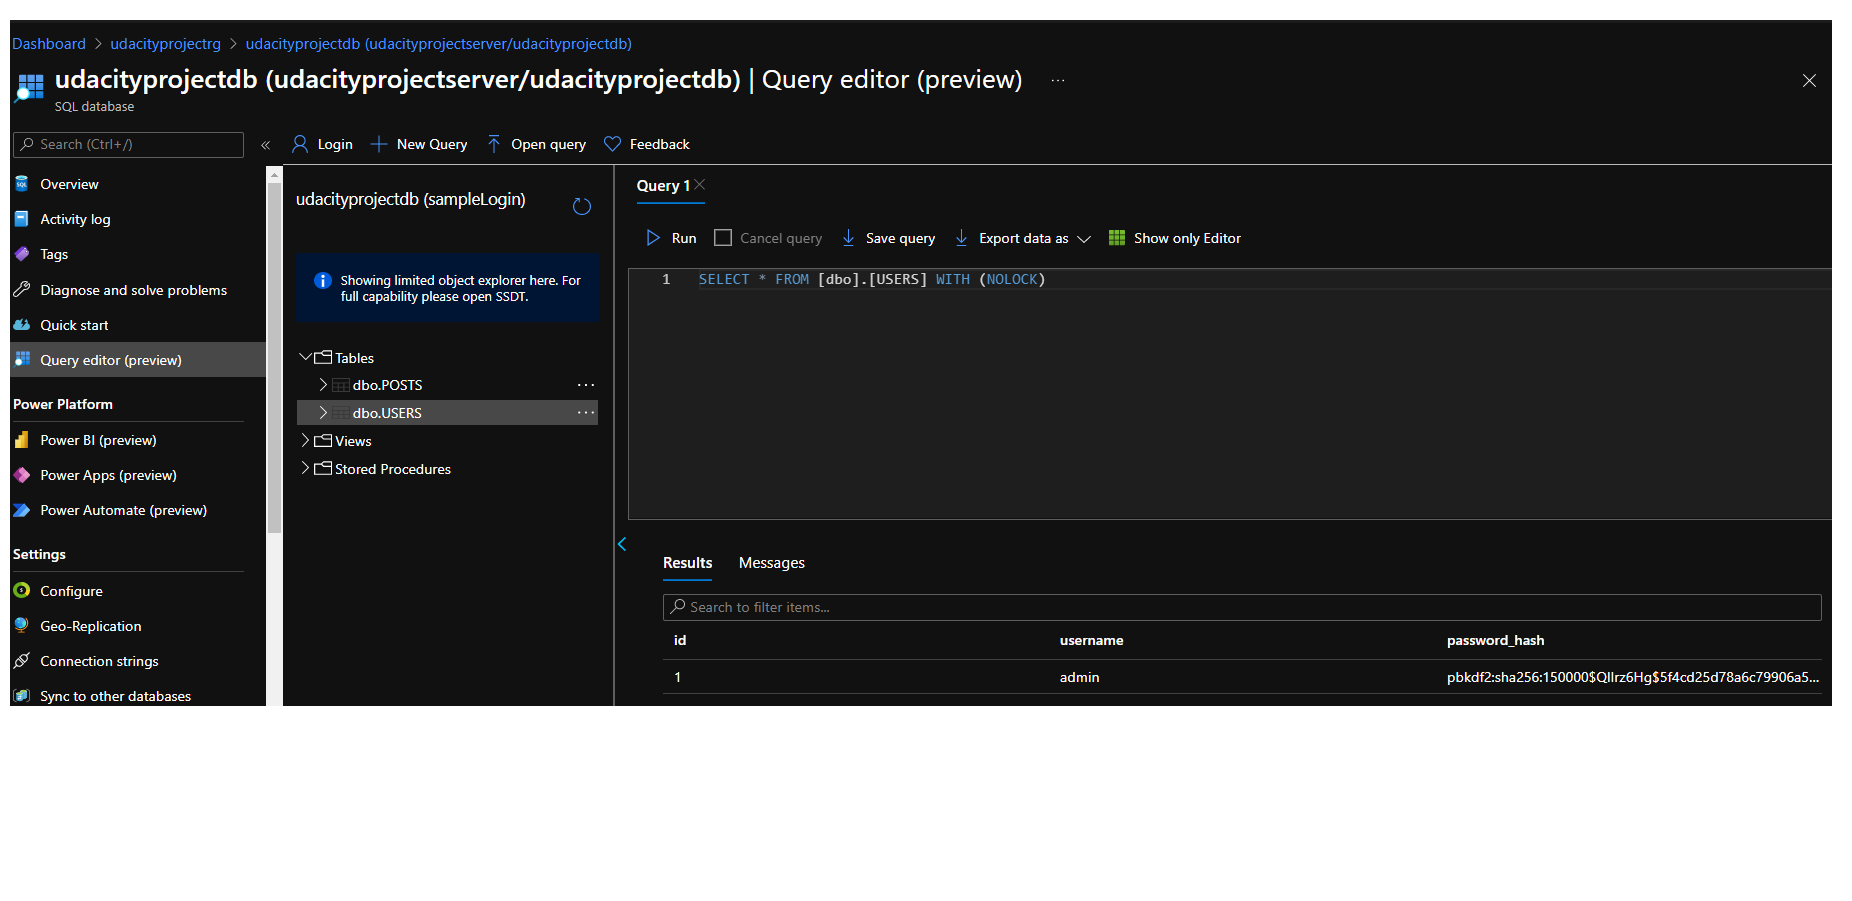 Dashboard > udacityprojectrg > udacityprojectdb (udacityprojectserver/udacityprojectdb)
udacityprojectdb (udacityprojectserver/udacityprojectdb) | Query editor (preview) ...
SQL database
Search (Ctrl+/)
«
Overview
Activity log
Tags
Diagnose and solve problems
Quick start
Query editor (preview)
Power Platform
Power BI (preview)
Power Apps (preview)
Power Automate (preview)
Settings
Configure
Geo-Replication
Connection strings
Sync to other databases
Login
New Query
Open query
Feedback
udacityprojectdb (sampleLogin)
Showing limited object explorer here. For
full capability please open SSDT.
Tables
dbo.POSTS ...
dbo.USERS ...
Views
Stored Procedures
Query 1
Run
Cancel query
Save query
Export data as
Show only Editor
1 SELECT * FROM [dbo].[USERS] WITH (NOLOCK)
Results
Messages
Search to filter items...
id username password_hash
1 admin pbkdf2:sha256:150000$QIIrz6Hg$5f4cd25d78a6c79906a5...